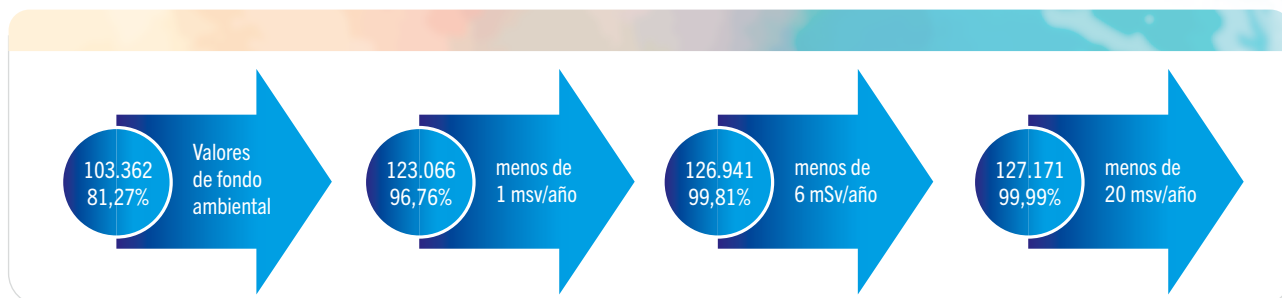 103.362
81,27%
Valores
de fondo
ambiental
123.066
96,76%
menos de
1 msv/año
126.941
99,81%
menos de
6 mSv/año
127.171
99,99%
menos de
20 msv/año